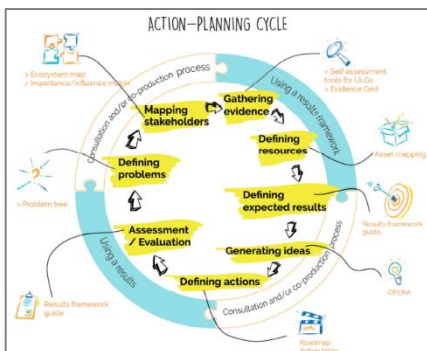 ACTION-PLANNING CYCLE
> Ecosystem map
> Importance/influence matrix
Consultation and/or co-production process
Mapping
stakeholders
Gathering
evidence
> Self assessment
tools for ULGs
> Evidence Grid
Using a results framework
Defining
resources
Asset mapping
Defining
problems
> Problem tree
Defining
expected results
Results framework
guide
Assessment
/ Evaluation
Generating ideas
OPERA
Using a results
Defining actions
Consultation and/or co-production process
Results framework
guide
Roadmap